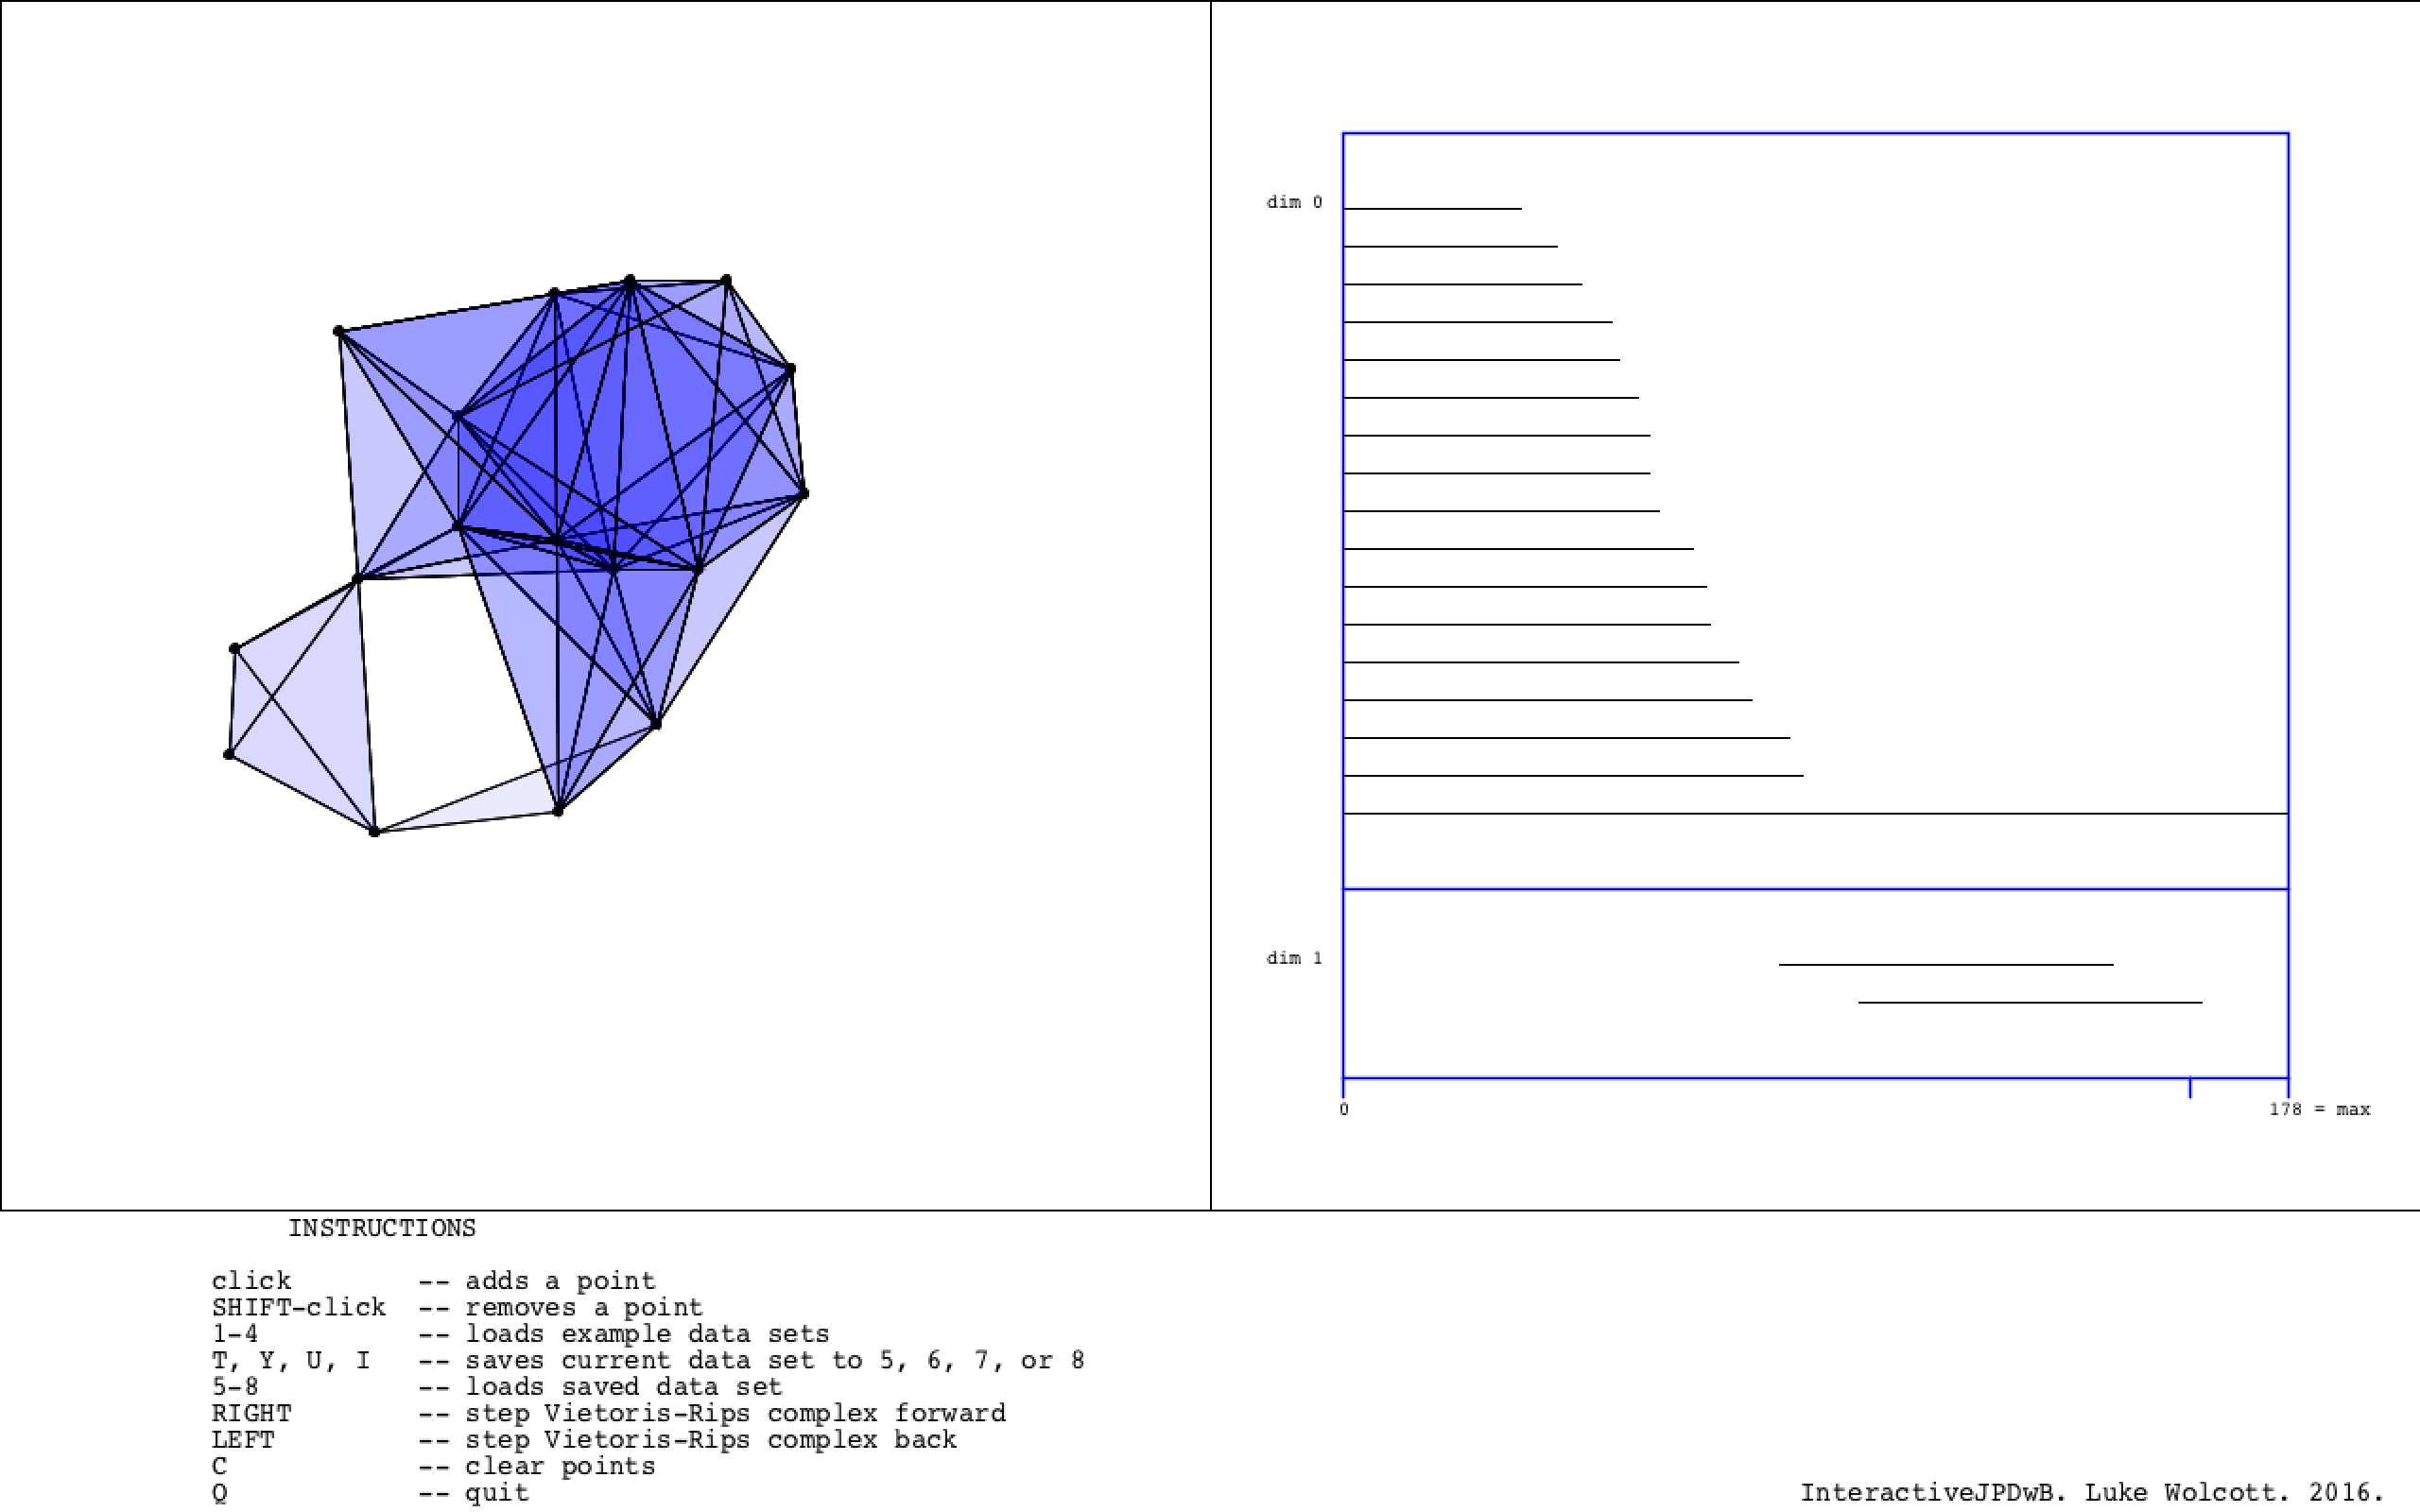 dim 0
dim 1
0
178 = max
INSTRUCTIONS
click -- adds a point
SHIFT-click -- removes a point
1-4 -- loads example data sets
T, Y, U, I -- saves current data set to 5, 6, 7, or 8
5-8 -- loads saved data set
RIGHT -- step Vietoris-Rips complex forward
LEFT -- step Vietoris-Rips complex back
C -- clear points
Q -- quit
InteractiveJPDwB. Luke Wolcott. 2016.